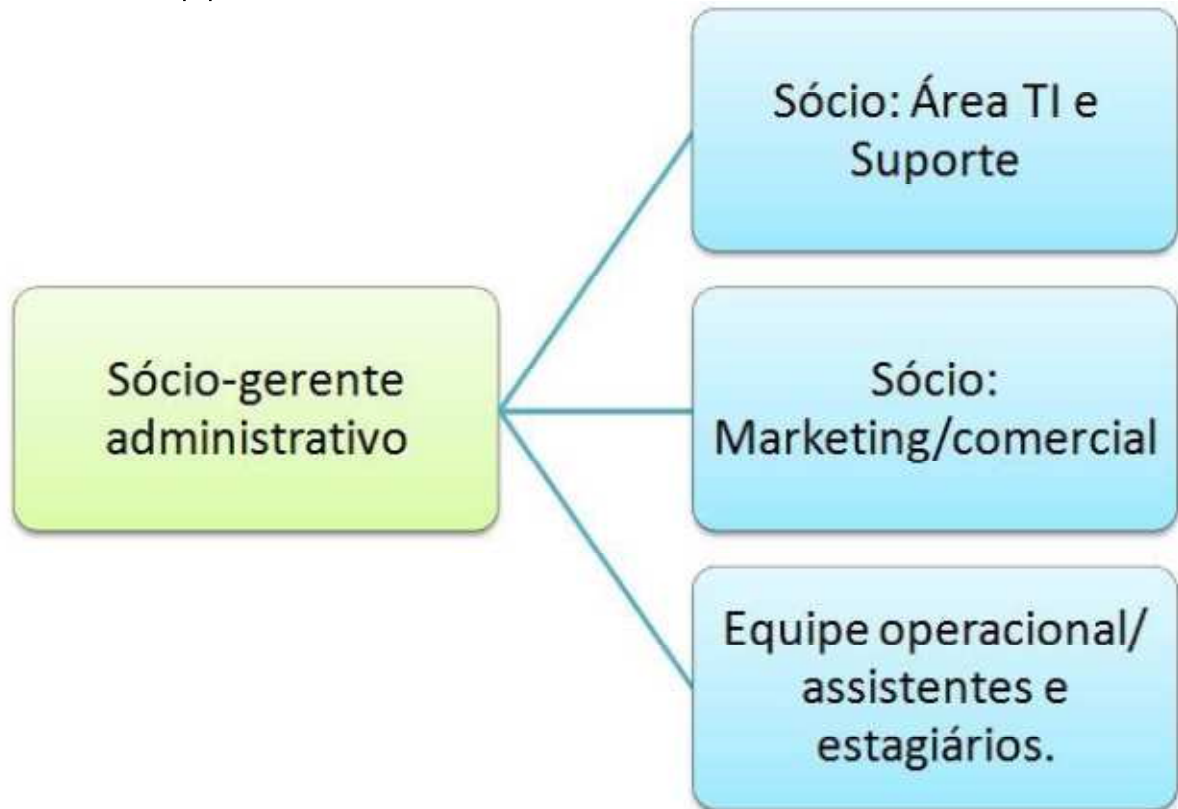 Sócio: Área TI e
Suporte
Sócio-gerente
administrativo
Sócio:
Marketing/comercial
Equipe operacional/
assistentes e
estagiários.